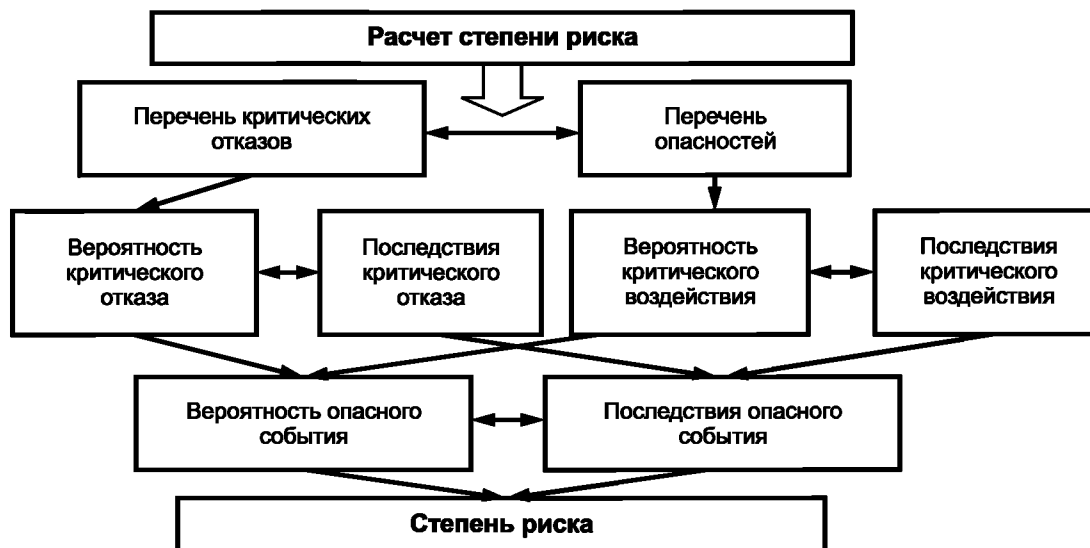 Расчет степени риска
Перечень критических
отказов
Перечень
опасностей
Вероятность
критического
отказа
Последствия
критического
отказа
Вероятность
критического
воздействия
Последствия
критического
воздействия
Вероятность опасного
события
Последствия опасного
события
Степень риска